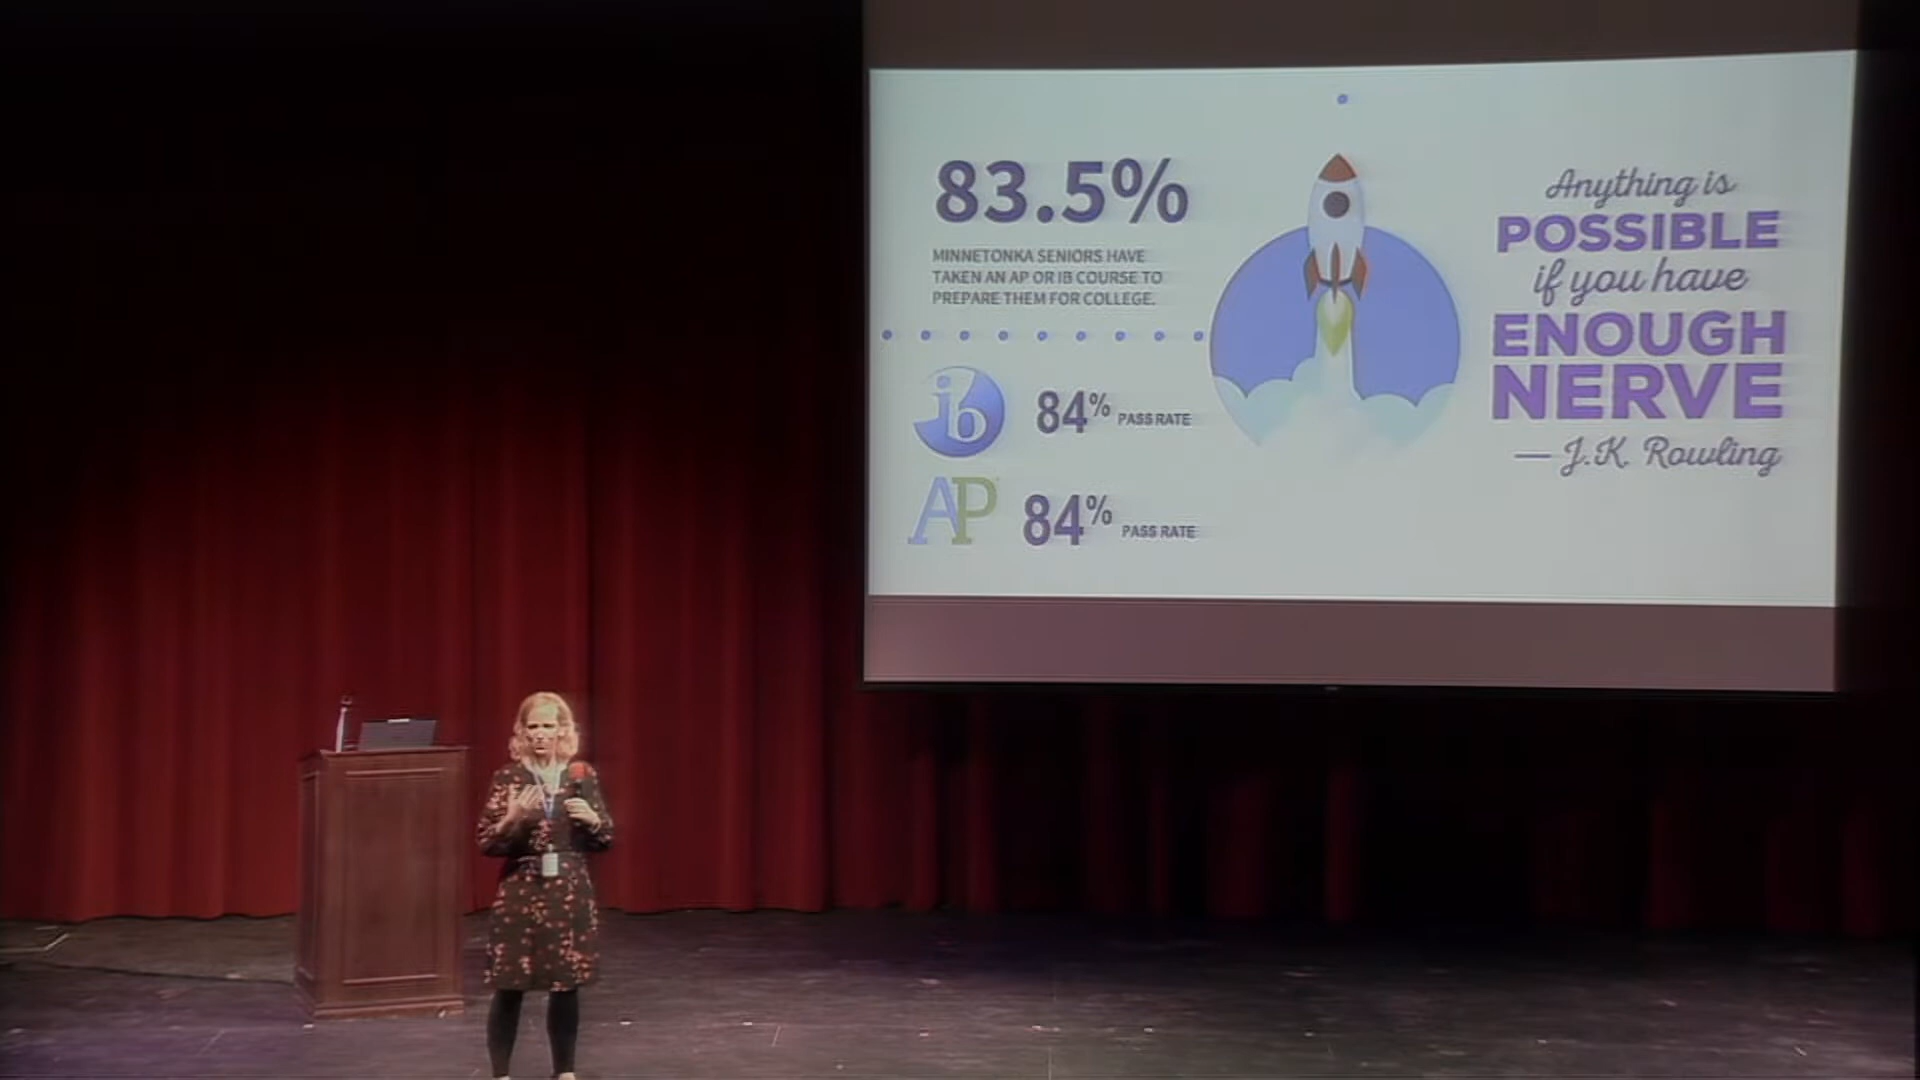 83.5%
MINNETONKA SENIORS HAVE
TAKEN AN AP OR IB COURSE TO
PREPARE THEM FOR COLLEGE.
ib
84% PASS RATE
AP
84% PASS RATE
Anything is
POSSIBLE
if you have
ENOUGH
NERVE
— J.K. Rowling